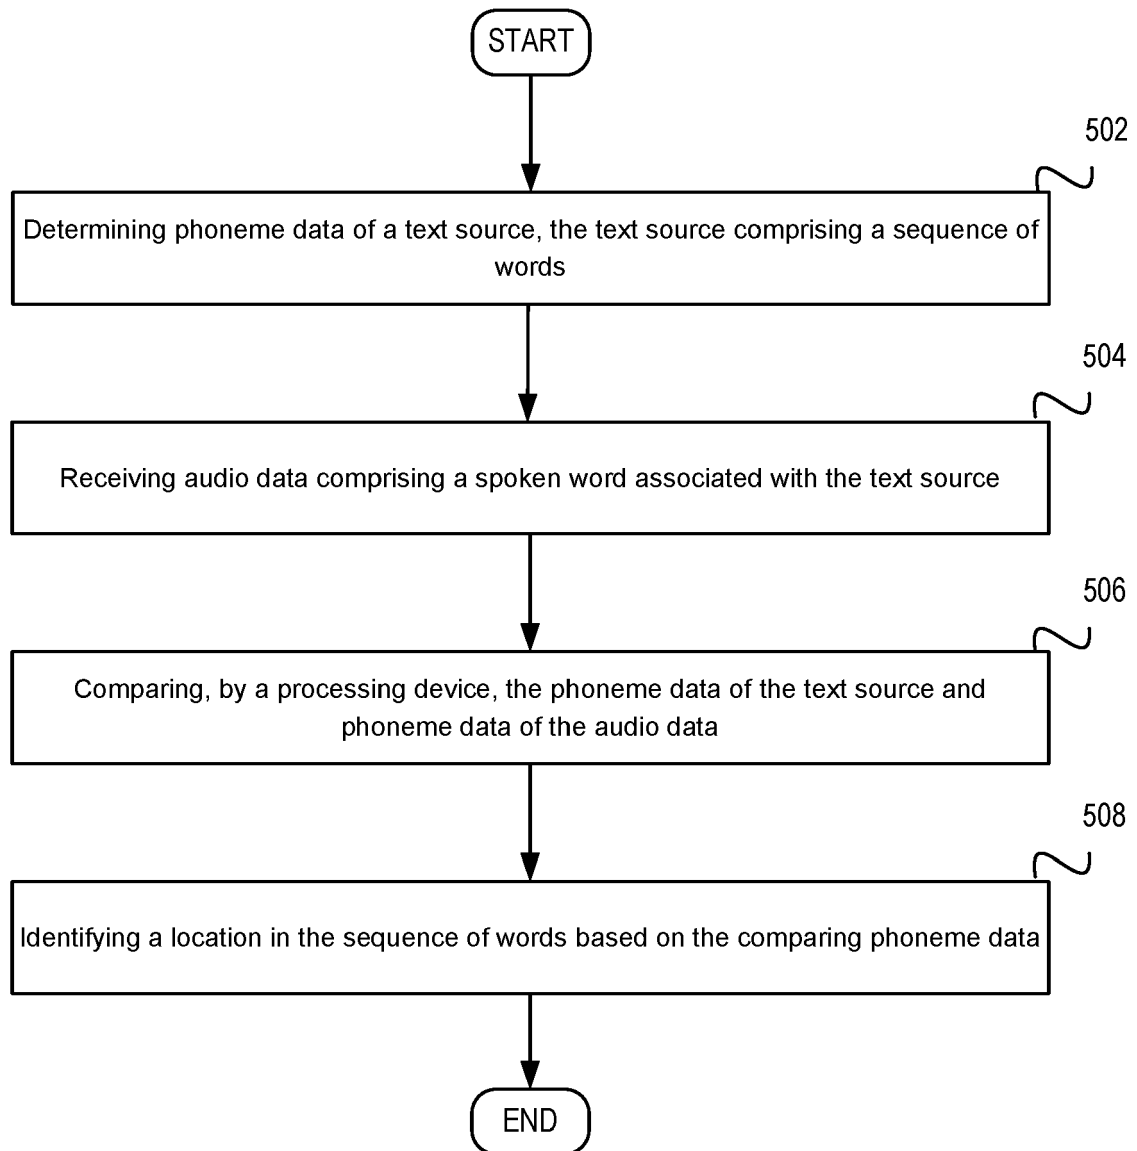 START
502
Determining phoneme data of a text source, the text source comprising a sequence of
words
504
Receiving audio data comprising a spoken word associated with the text source
506
Comparing, by a processing device, the phoneme data of the text source and
phoneme data of the audio data
508
Identifying a location in the sequence of words based on the comparing phoneme data
END